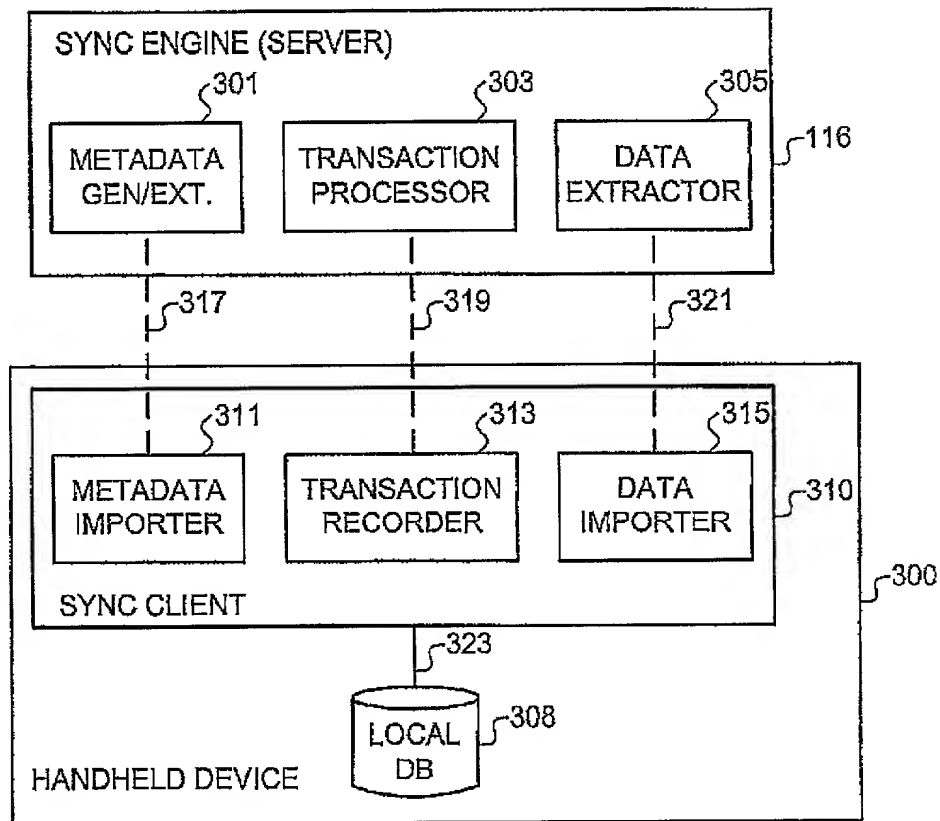 SYNC ENGINE (SERVER)
301
303
305
METADATA
GEN/EXT.
TRANSACTION
PROCESSOR
DATA
EXTRACTOR
116
317
319
321
311
313
315
METADATA
IMPORTER
TRANSACTION
RECORDER
DATA
IMPORTER
310
300
SYNC CLIENT
323
LOCAL
DB
308
HANDHELD DEVICE